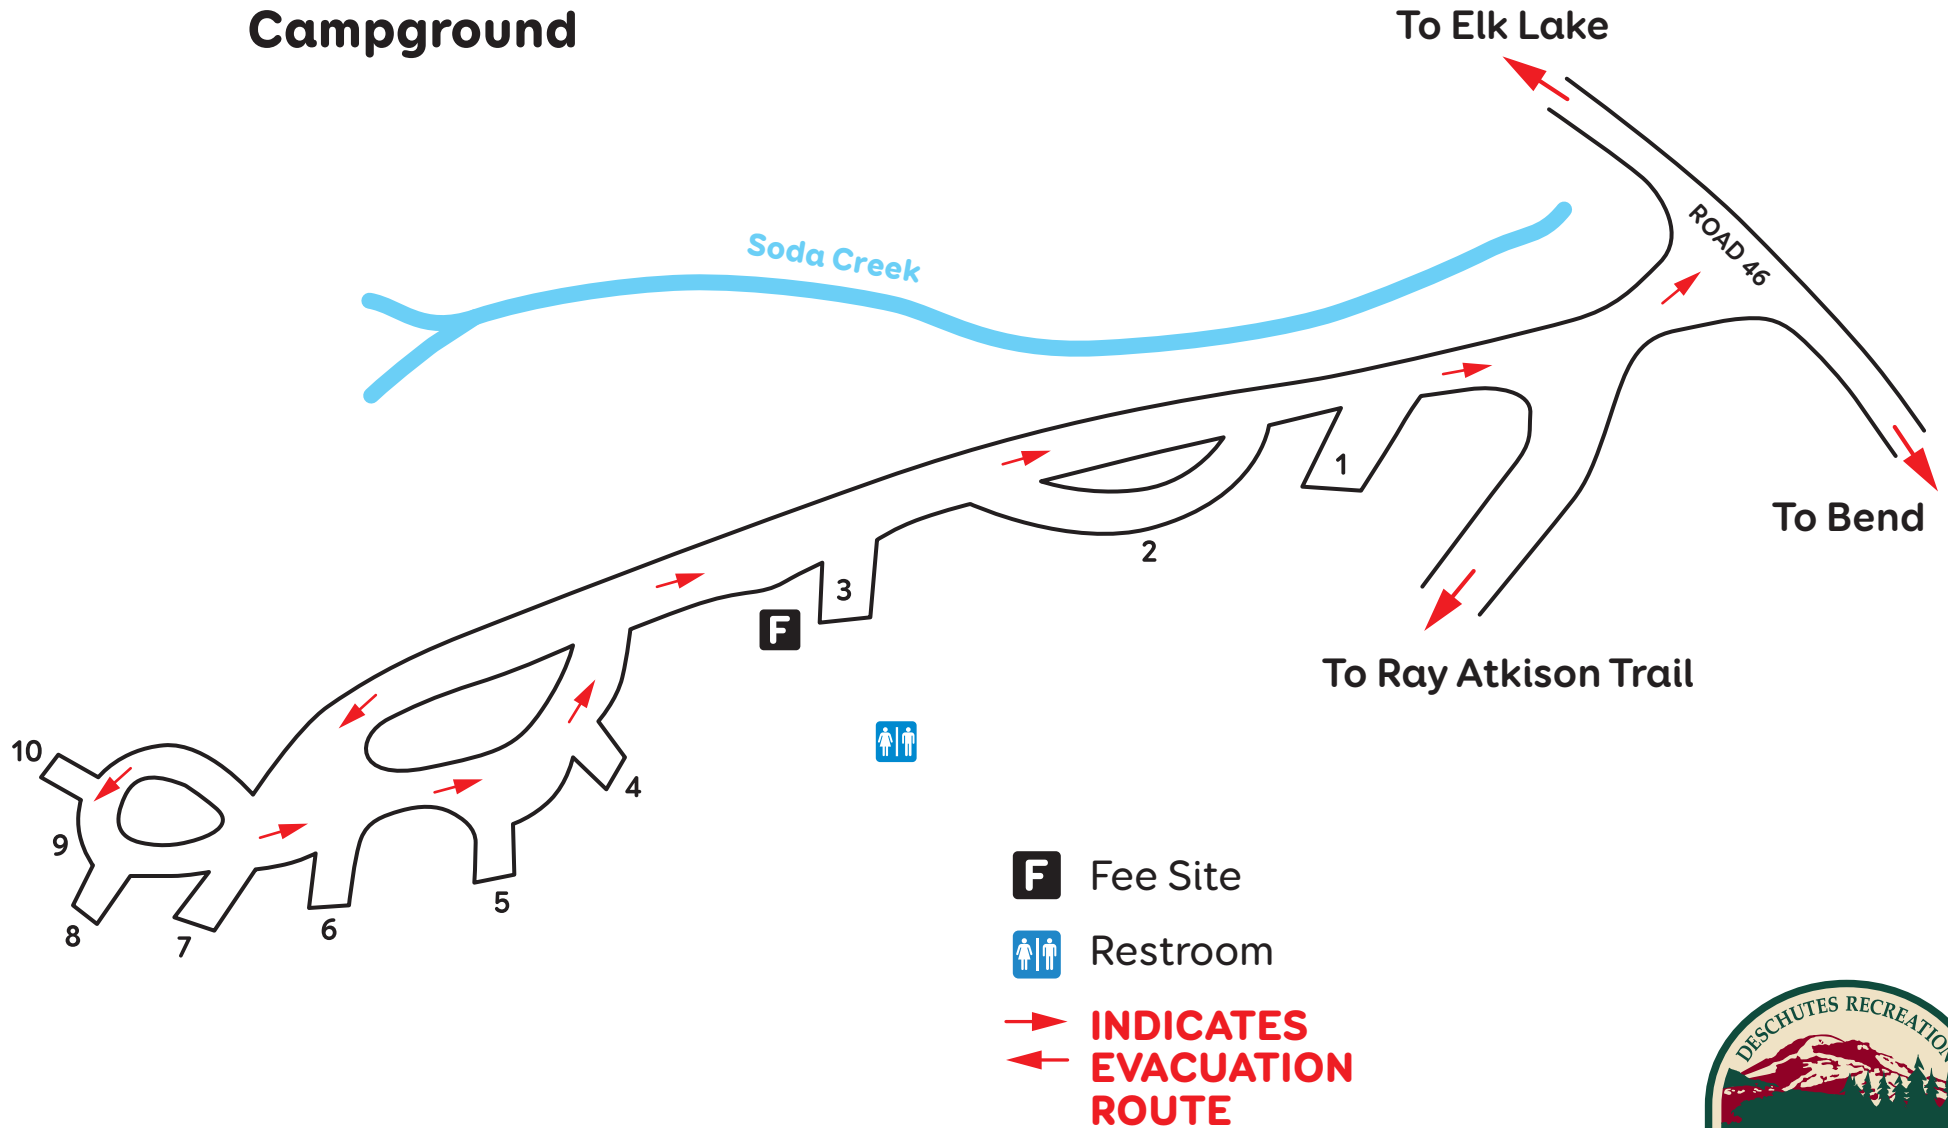 Campground
To Elk Lake
ROAD 46
Soda Creek
1
To Bend
2
3
F
To Ray Atkison Trail
10
4
9
5
8
7
6
F Fee Site
Restroom
INDICATES
EVACUATION
ROUTE
DESCHUTES RECREATION